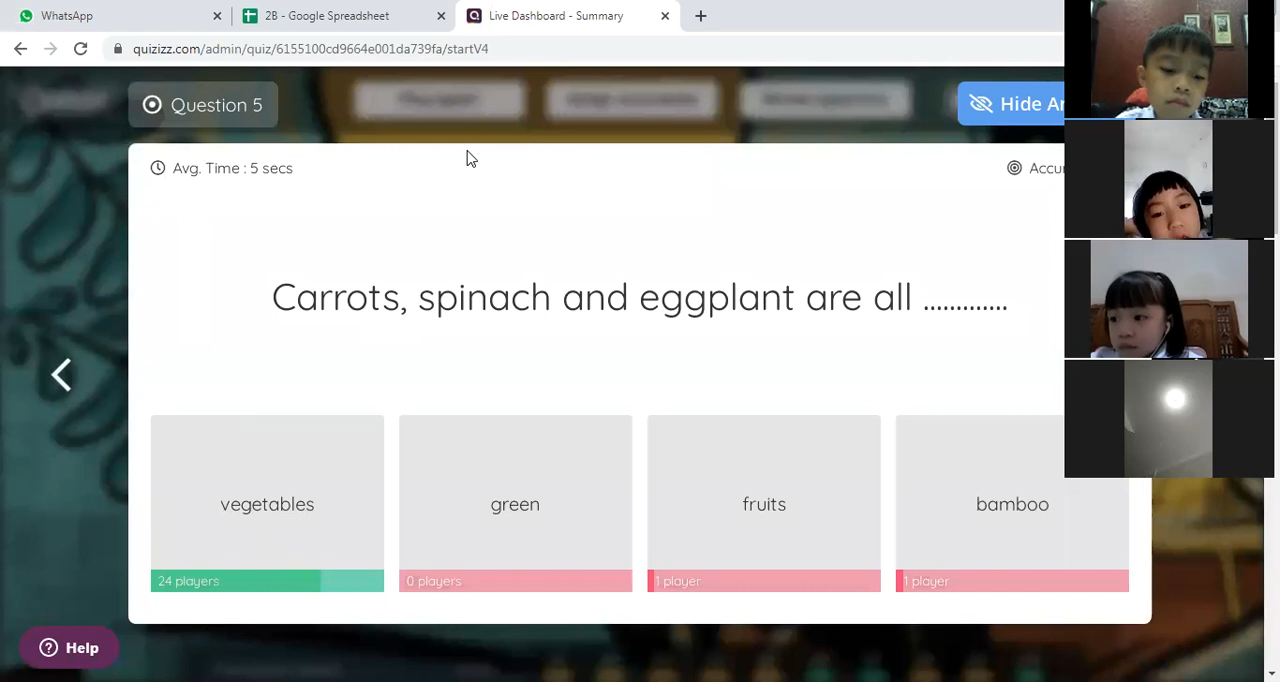 WhatsApp
2B - Google Spreadsheet
Live Dashboard - Summary
quizizz.com/admin/quiz/6155100cd9664e001da739fa/startV4
Question 5
Hide An
Avg. Time : 5 secs
Accu
Carrots, spinach and eggplant are all .............
vegetables
green
fruits
bamboo
24 players
0 players
1 player
1 player
Help